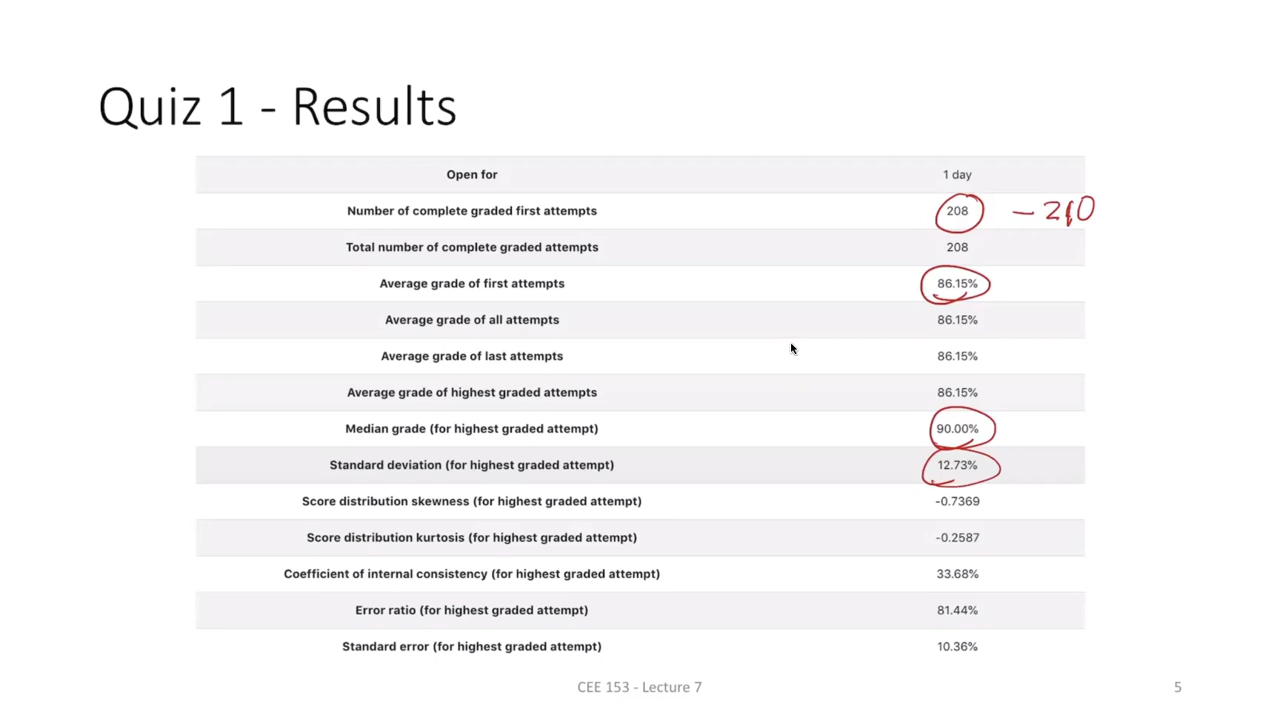 Quiz 1 - Results
Open for 1 day
Number of complete graded first attempts 208 - 210
Total number of complete graded attempts 208
Average grade of first attempts 86.15%
Average grade of all attempts 86.15%
Average grade of last attempts 86.15%
Average grade of highest graded attempts 86.15%
Median grade (for highest graded attempt) 90.00%
Standard deviation (for highest graded attempt) 12.73%
Score distribution skewness (for highest graded attempt) -0.7369
Score distribution kurtosis (for highest graded attempt) -0.2587
Coefficient of internal consistency (for highest graded attempt) 33.68%
Error ratio (for highest graded attempt) 81.44%
Standard error (for highest graded attempt) 10.36%
CEE 153 - Lecture 7 5